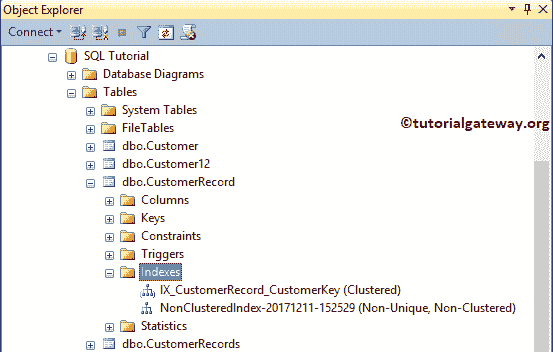 Object Explorer
Connect
SQL Tutorial
Database Diagrams
Tables
System Tables
FileTables
©tutorialgateway.org
dbo.Customer
dbo.Customer12
dbo.CustomerRecord
Columns
Keys
Constraints
Triggers
Indexes
IX_CustomerRecord_CustomerKey (Clustered)
NonClusteredIndex-20171211-152529 (Non-Unique, Non-Clustered)
Statistics
dbo.CustomerRecords